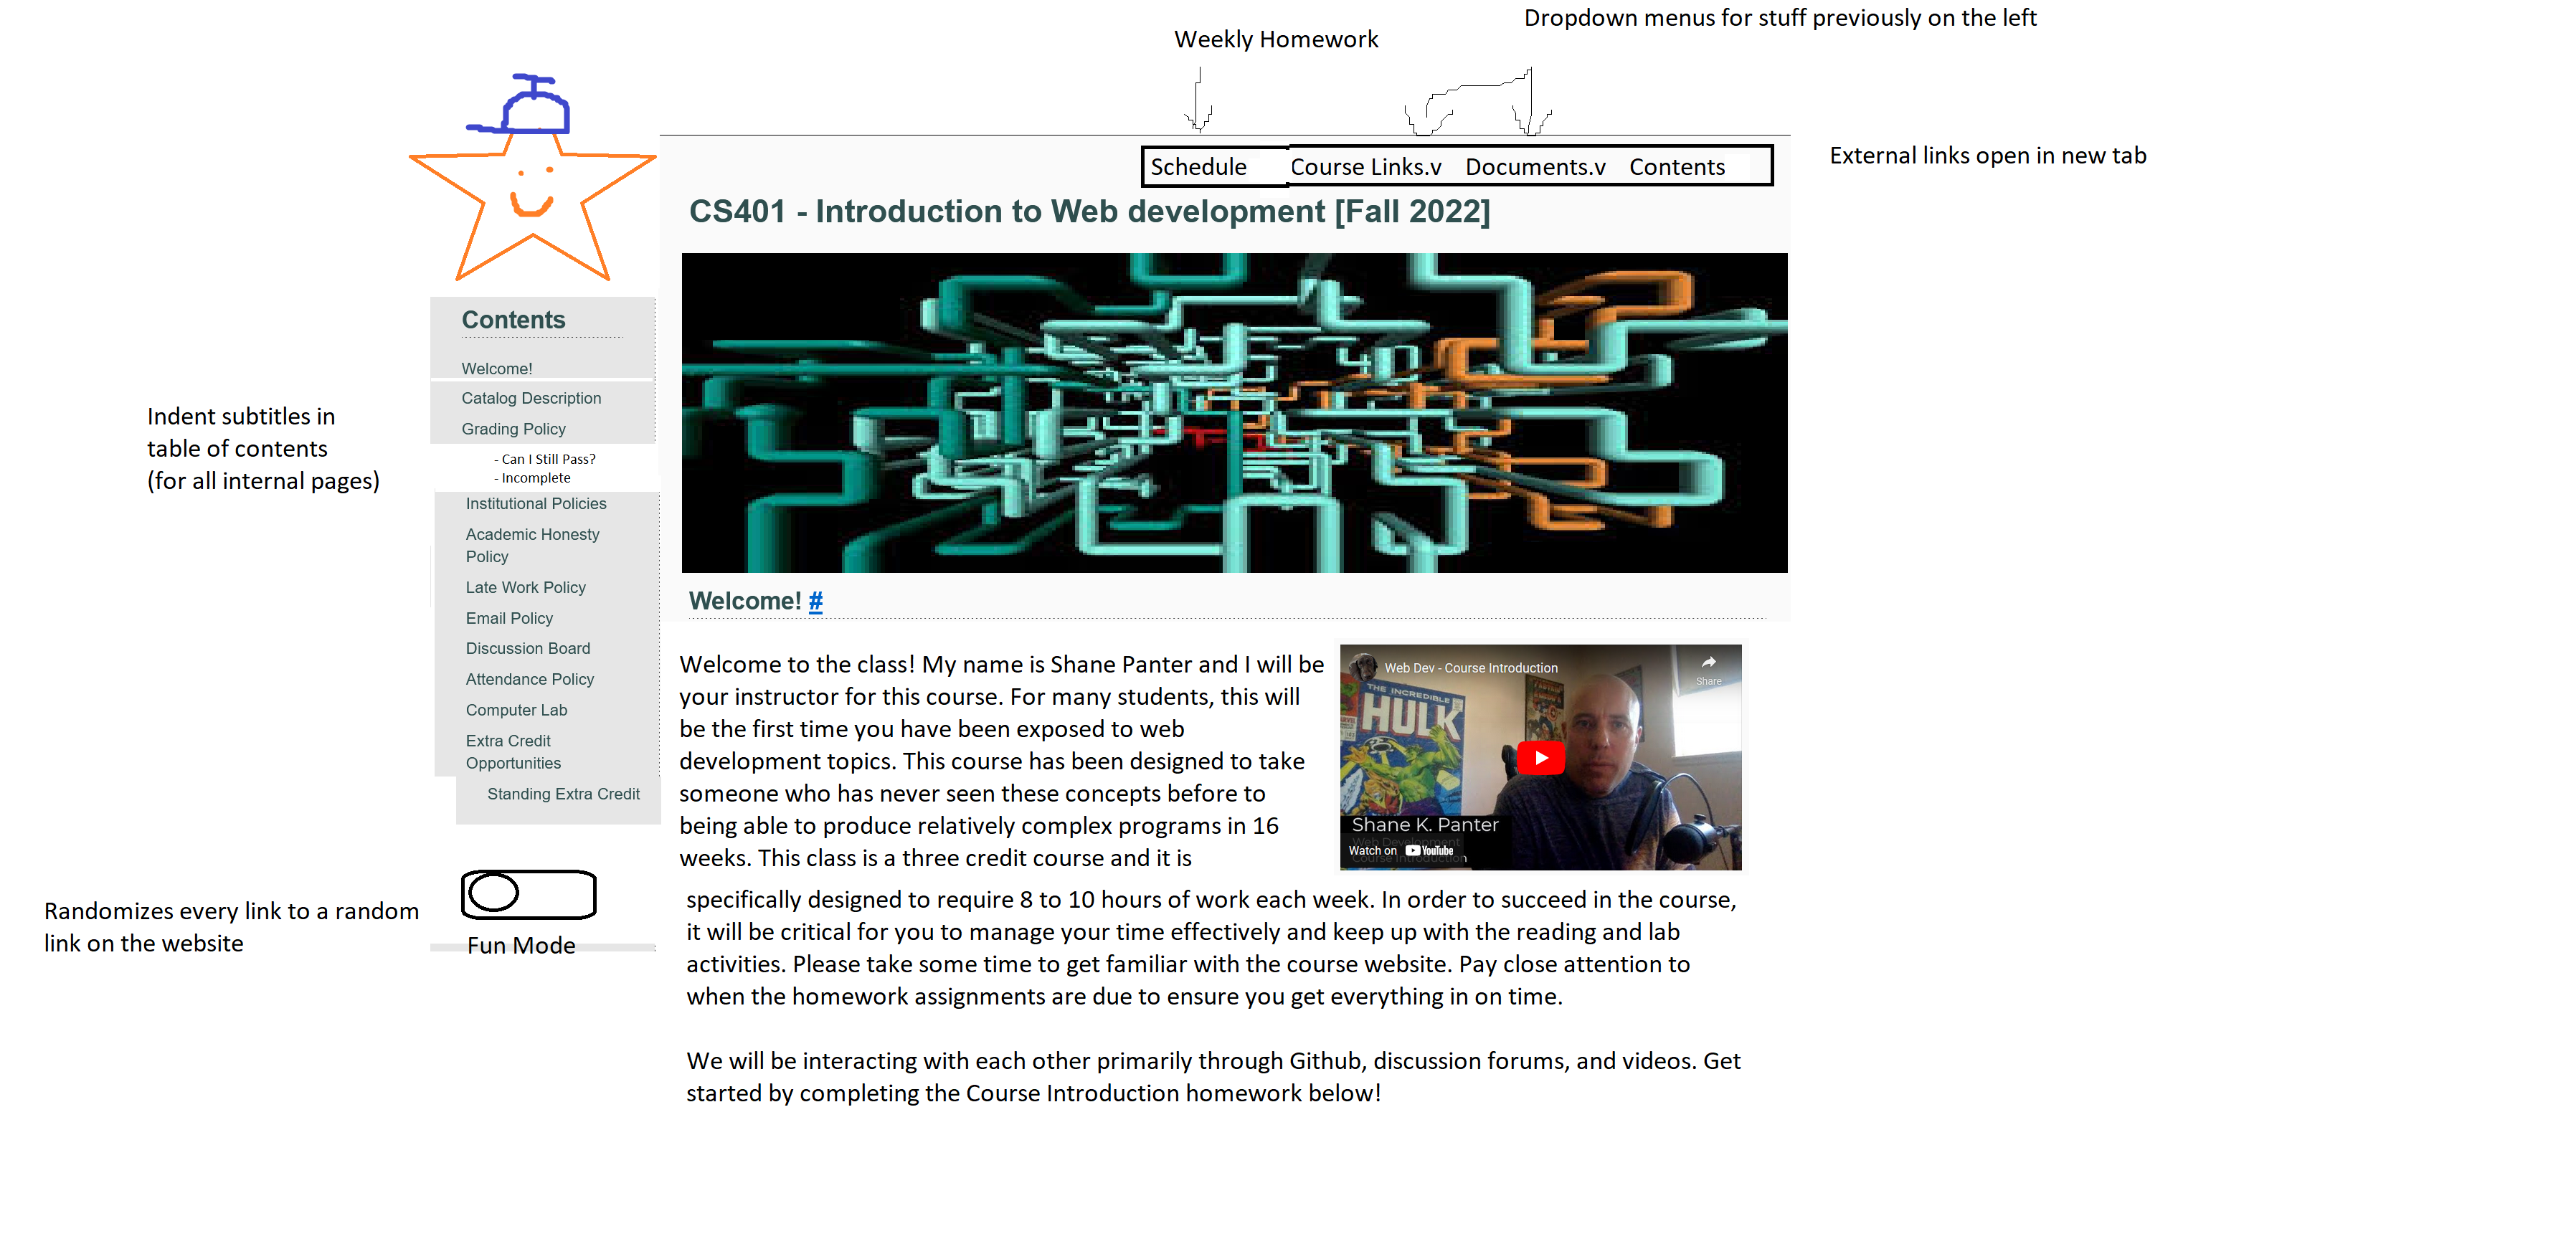 Dropdown menus for stuff previously on the left
Weekly Homework
External links open in new tab
Schedule Course Links.v Documents.v Contents
CS401 - Introduction to Web development [Fall 2022]
Contents
Welcome!
Catalog Description
Grading Policy
- Can I Still Pass?
- Incomplete
Institutional Policies
Academic Honesty
Policy
Late Work Policy
Email Policy
Discussion Board
Attendance Policy
Computer Lab
Extra Credit
Opportunities
Standing Extra Credit
Indent subtitles in
table of contents
(for all internal pages)
Randomizes every link to a random
link on the website
Fun Mode
Welcome! #
Welcome to the class! My name is Shane Panter and I will be
your instructor for this course. For many students, this will
be the first time you have been exposed to web
development topics. This course has been designed to take
someone who has never seen these concepts before to
being able to produce relatively complex programs in 16
weeks. This class is a three credit course and it is
Web Dev - Course Introduction
Share
THE INCREDIBLE
HULK
Shane K. Panter
Web Development
Watch on YouTube
Course Introduction
specifically designed to require 8 to 10 hours of work each week. In order to succeed in the course,
it will be critical for you to manage your time effectively and keep up with the reading and lab
activities. Please take some time to get familiar with the course website. Pay close attention to
when the homework assignments are due to ensure you get everything in on time.
We will be interacting with each other primarily through Github, discussion forums, and videos. Get
started by completing the Course Introduction homework below!